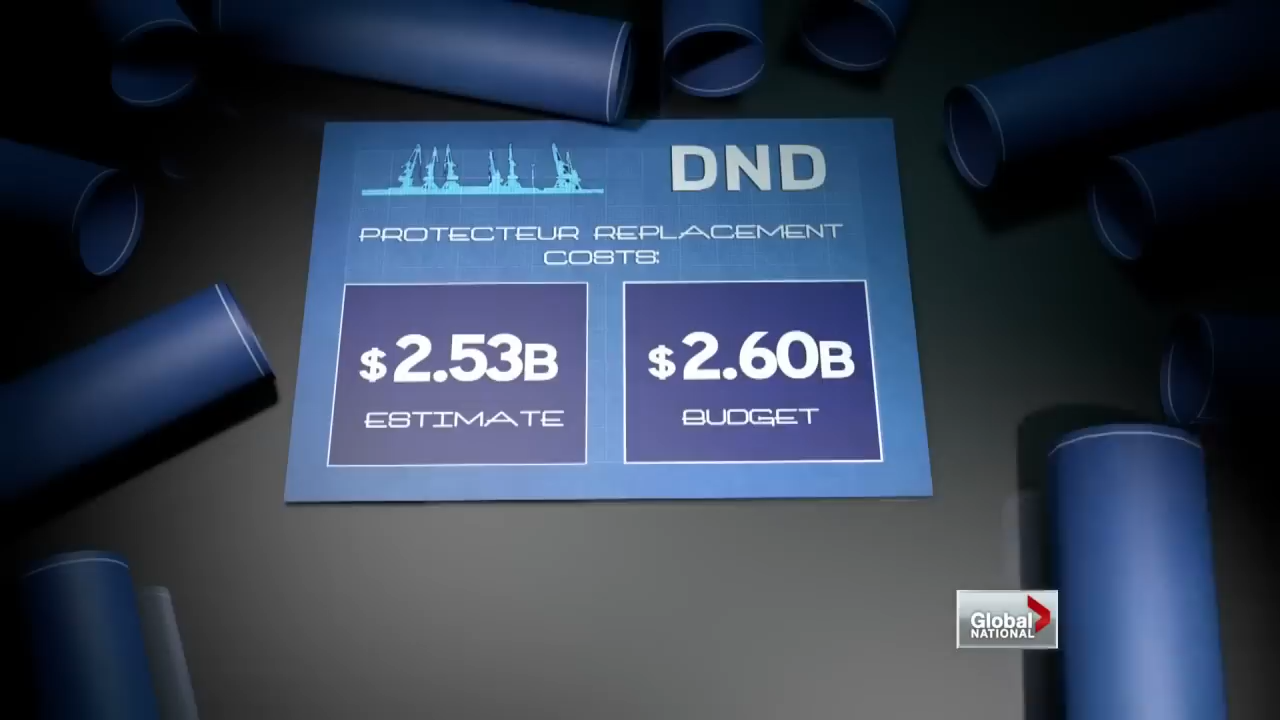 DND
PROTECTEUR REPLACEMENT
COSTS:
$2.53B
ESTIMATE
$2.60B
BUDGET
Global
NATIONAL